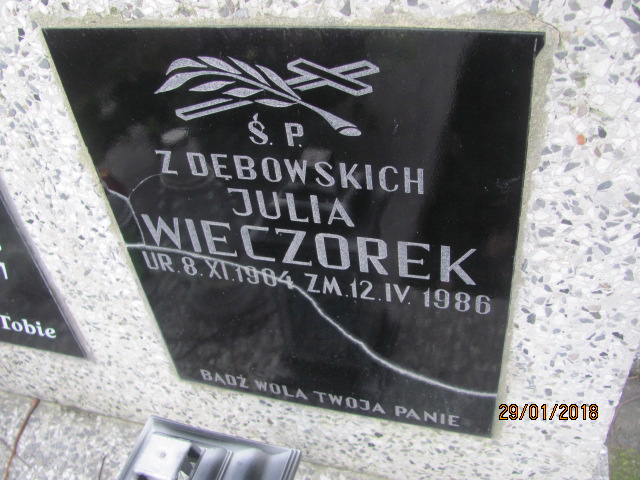 Ś. P.
Z DĘBOWSKICH
JULIA
WIECZOREK
UR. 8. XI. 1904. ZM. 12. IV. 1986
BĄDŹ WOLA TWOJA PANIE
Tobie
29/01/2018